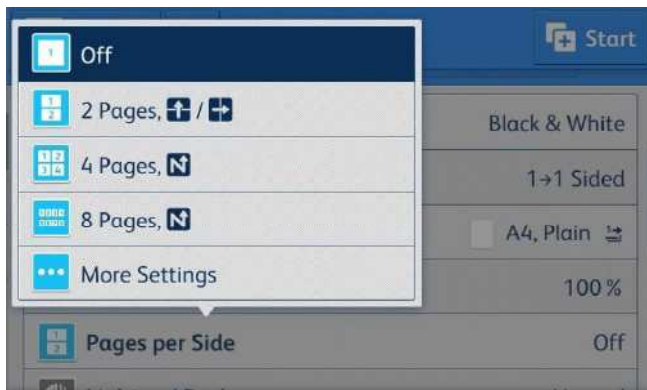 Off
Start
2 Pages, /
Black & White
4 Pages,
1→1 Sided
8 Pages,
A4, Plain
More Settings
100 %
Pages per Side
Off